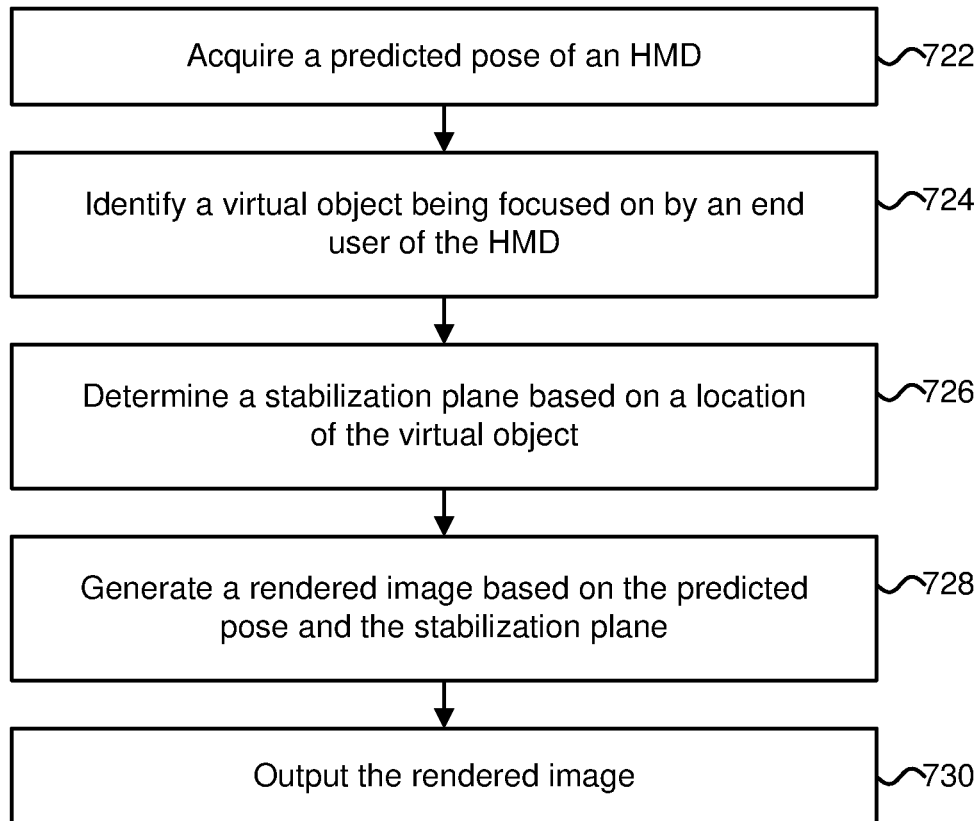 Acquire a predicted pose of an HMD
722
Identify a virtual object being focused on by an end
user of the HMD
724
Determine a stabilization plane based on a location
of the virtual object
726
Generate a rendered image based on the predicted
pose and the stabilization plane
728
Output the rendered image
730